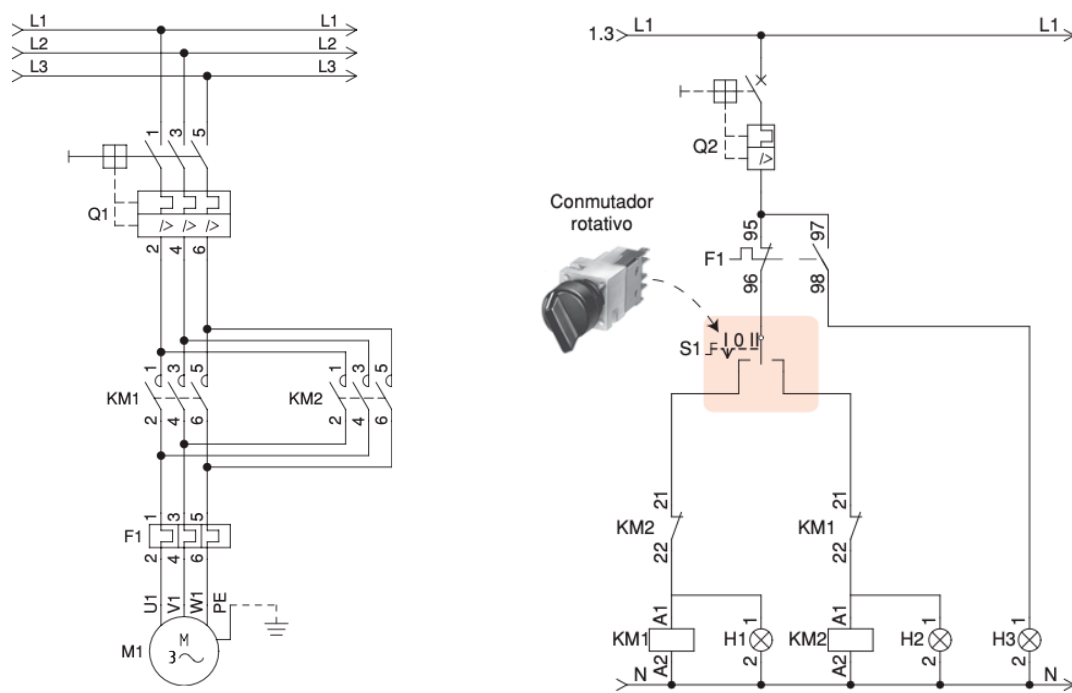 L1 L1
L2
L3
1 3 5
Q1
2 4 6
1 3 5
KM1
2 4 6
1 3 5
KM2
2 4 6
1 3 5
F1
2 4 6
U1 V1 W1 PE
M1
M
3
1.3 L1 L1
Q2
I>
Conmutador
rotativo
95 97
F1
96 98
S1
I 0 II
21 21
KM2 KM1
22 22
A1 1 A1 1 1
KM1 H1 KM2 H2 H3
A2 2 A2 2 2
N N